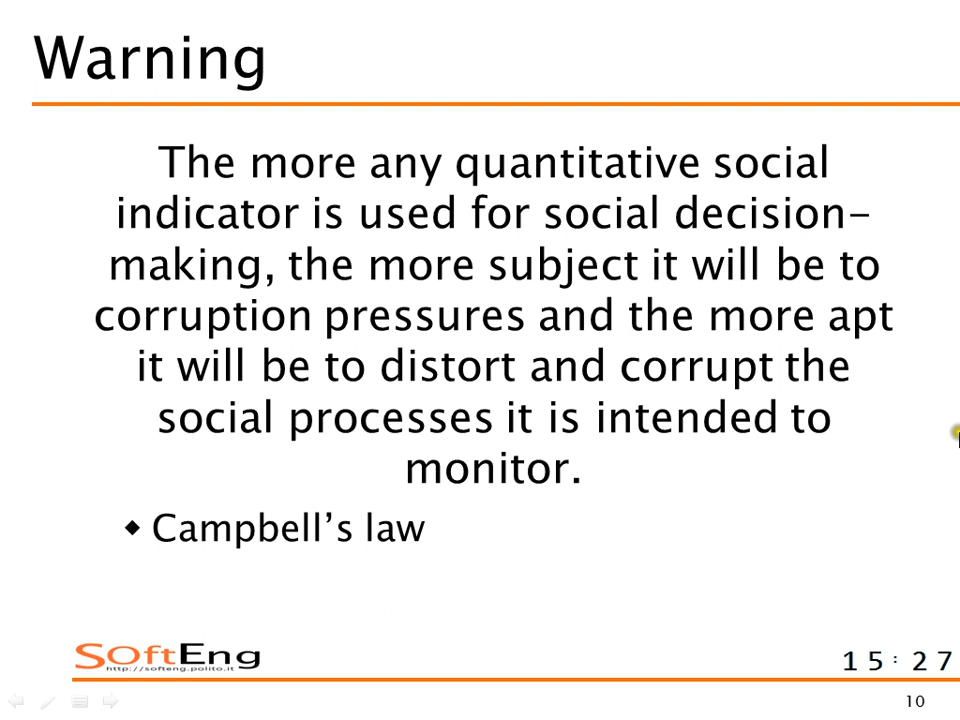 Warning
The more any quantitative social
indicator is used for social decision-
making, the more subject it will be to
corruption pressures and the more apt
it will be to distort and corrupt the
social processes it is intended to
monitor.
◆ Campbell’s law
SOftEng
http://softeng.polito.it
15:27
10